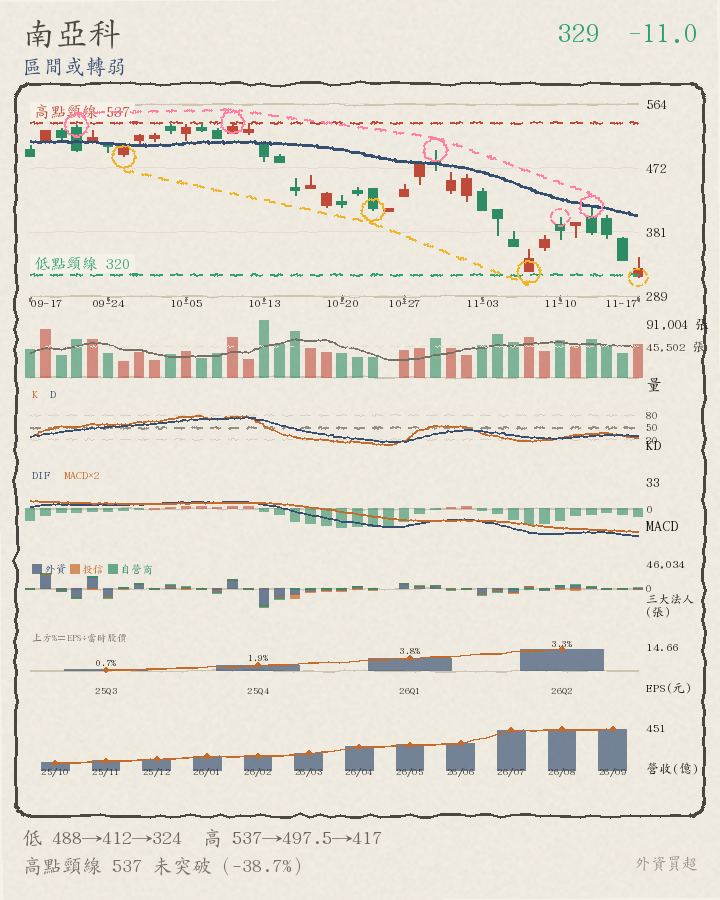 南亞科
329 -11.0
區間或轉弱
高點頸線 537
564
472
381
低點頸線 320
289
09-17 09-24 10-05 10-13 10-20 10-27 11-03 11-10 11-17
91,004 張
45,502 張
量
K D
80
50
20
KD
DIF MACD×2
33
0
MACD
46,034
外資 投信 自營商
0
三大法人
(張)
上方%=EPS÷當時股價
14.66
0.7% 1.9% 3.8% 3.3%
25Q3 25Q4 26Q1 26Q2
EPS(元)
451
營收(億)
25/10 25/11 25/12 26/01 26/02 26/03 26/04 26/05 26/06 26/07 26/08 26/09
低 488→412→324 高 537→497.5→417
高點頸線 537 未突破 (-38.7%)
外資買超